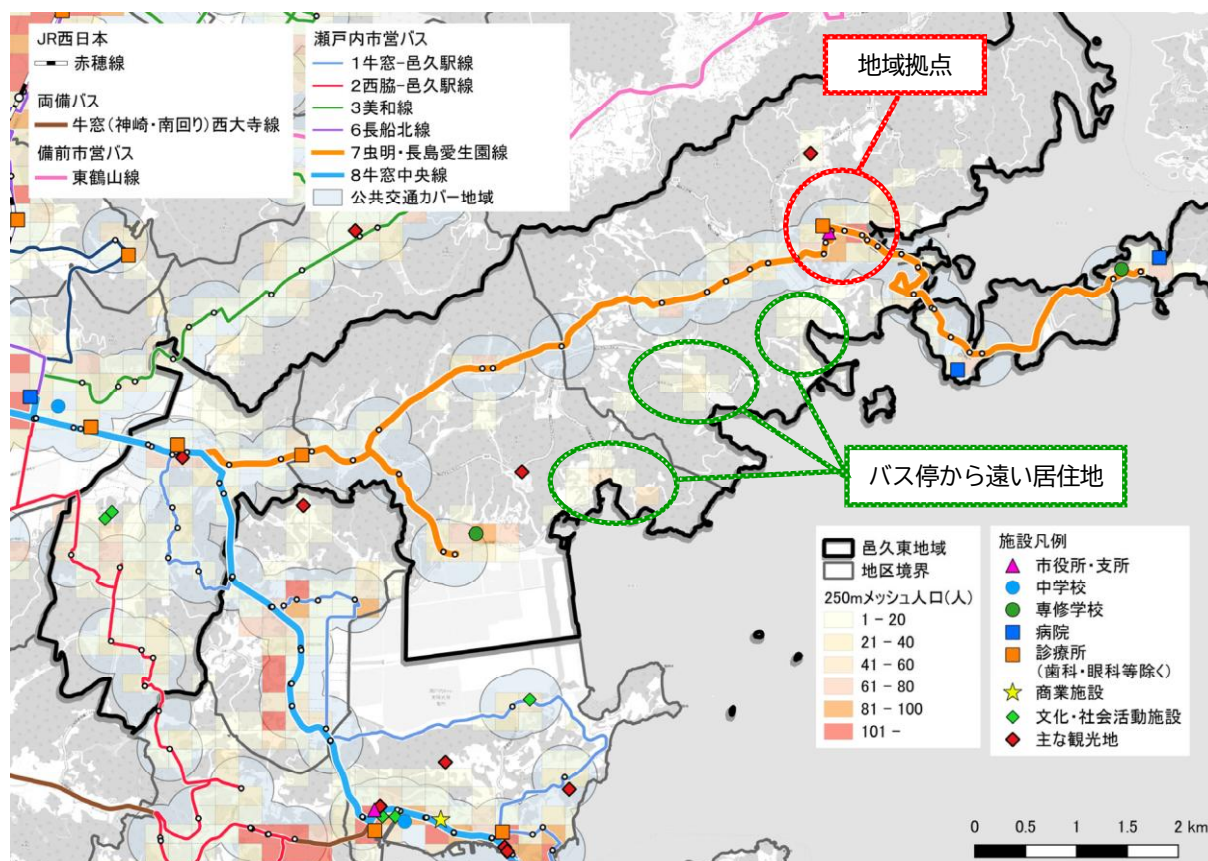 JR西日本
赤穂線
両備バス
牛窓(神崎・南回り)西大寺線
備前市営バス
東鶴山線
瀬戸内市営バス
1牛窓-邑久駅線
2西脇-邑久駅線
3美和線
6長船北線
7虫明・長島愛生園線
8牛窓中央線
公共交通カバー地域
地域拠点
バス停から遠い居住地
邑久東地域
地区境界
250mメッシュ人口(人)
1 - 20
21 - 40
41 - 60
61 - 80
81 - 100
101 -
施設凡例
市役所・支所
中学校
専修学校
病院
診療所
(歯科・眼科等除く)
商業施設
文化・社会活動施設
主な観光地
0 0.5 1 1.5 2 km